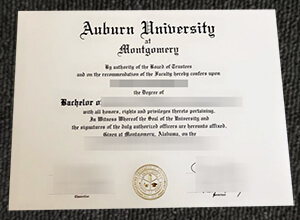 Auburn University
at
Montgomery
By authority of the Board of Trustees
and on the recommendation of the Faculty hereby confers upon
the Degree of
Bachelor o
with all honors, rights and privileges thereto pertaining.
In Witness Whereof the Seal of the University and
the signatures of the duly authorized officers are hereunto affixed.
Given at Montgomery, Alabama, on the
Chancellor